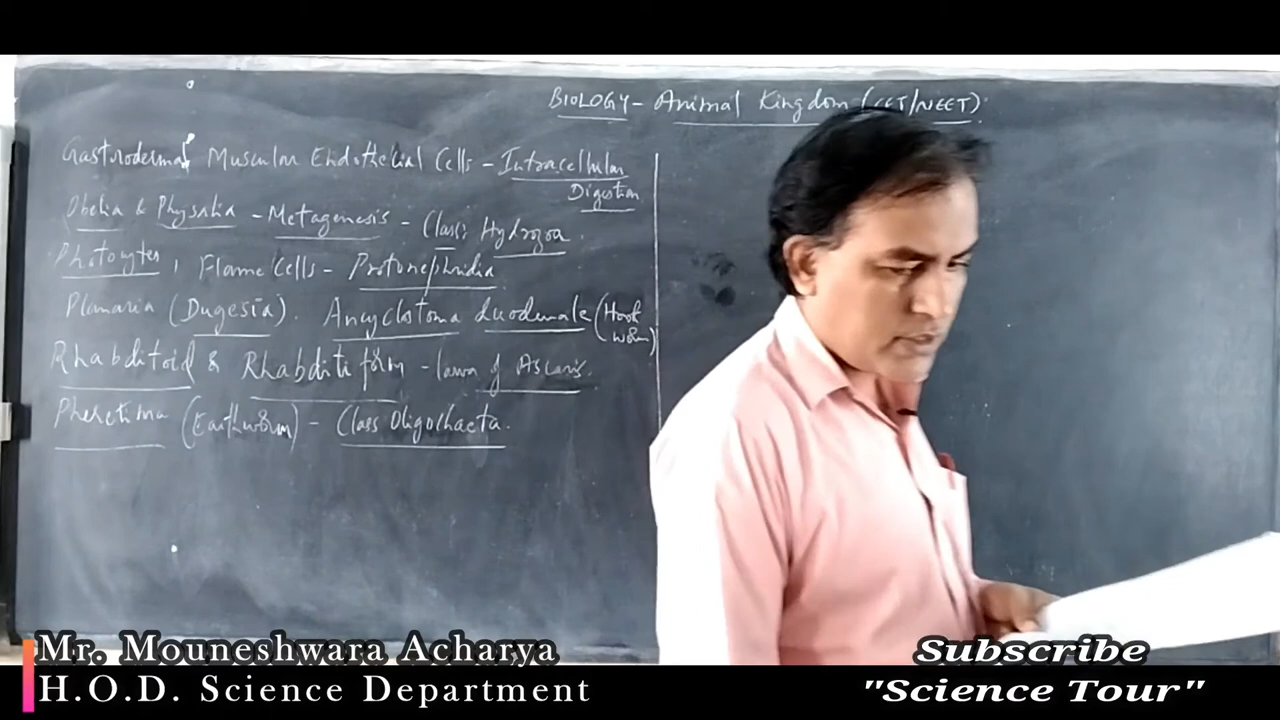 BIOLOGY - Animal Kingdom (CET/NEET).
Gastrodermal Muscular Endothelial Cells - Intracellular
Digestion
Obelia & Physalia - Metagenesis - Class: Hydrozoa.
Photocytes, Flame Cells - Protonephridia
Planaria (Dugesia). Ancyclostoma duodenale (Hook
worm)
Rhabditoid & Rhabditiform - larva of Ascaris.
Pheretima (Earthworm) - Class Oligochaeta.
Mr. Mouneshwara Acharya
H.O.D. Science Department
Subscribe
"Science Tour"